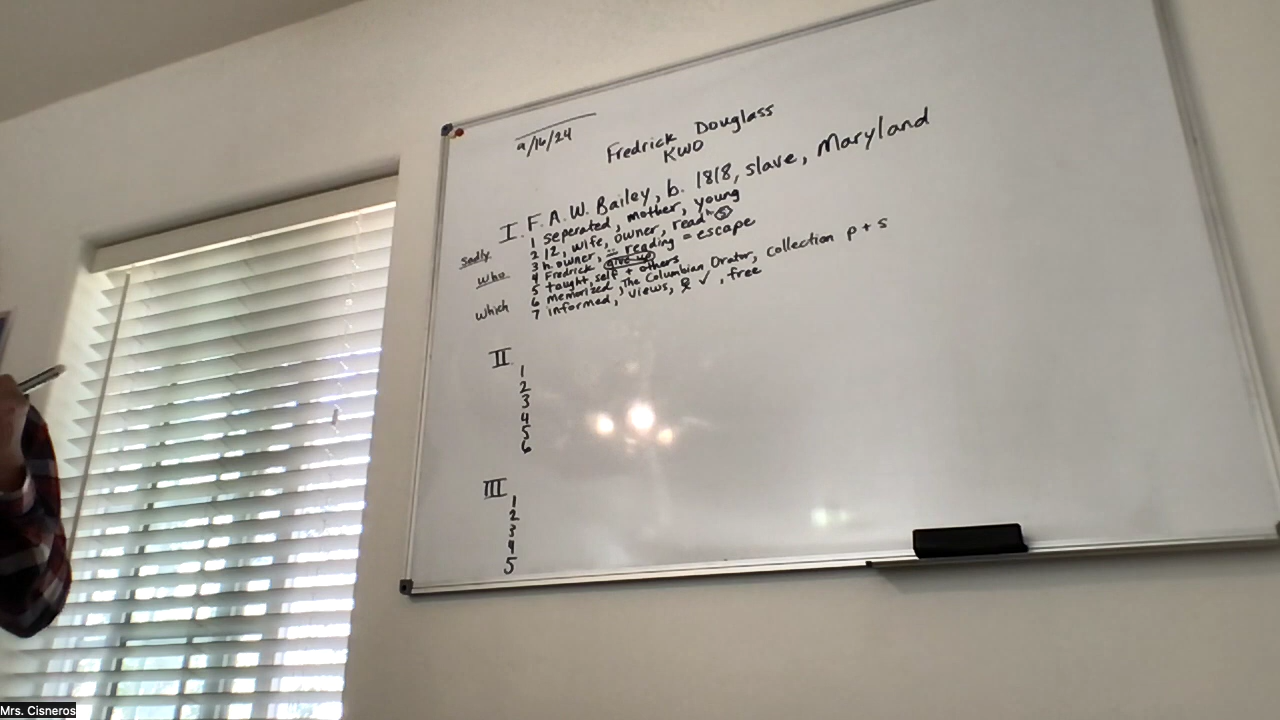 9/16/24
Fredrick Douglass
KWO
I. F. A. W. Bailey, b. 1818, slave, Maryland
1 seperated, mother, young
2 12, wife, owner, read
sadly 3 h. owner, reading = escape
who 4 Fredrick, give up
5 taught, self + others
6 memorized, The Columbian Orator, collection p + s
which 7 informed, views, ✓, free
II
1
2
3
4
5
6
III
1
2
3
4
5
Mrs. Cisneros